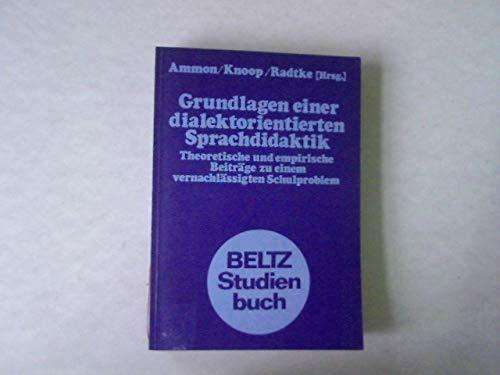 Ammon/Knoop/Radtke [Hrsg.]
Grundlagen einer
dialektorientierten
Sprachdidaktik
Theoretische und empirische
Beiträge zu einem
vernachlässigten Schulproblem
BELTZ
Studien
buch